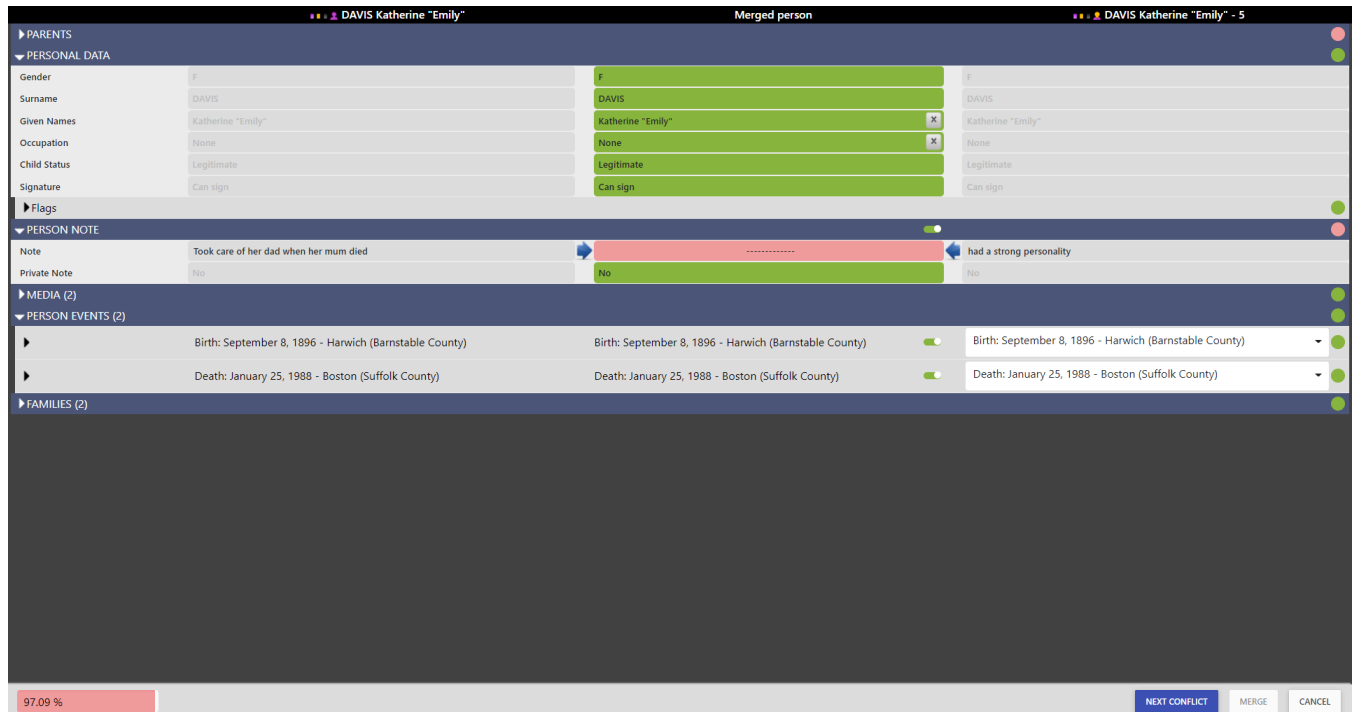 DAVIS Katherine "Emily" Merged person DAVIS Katherine "Emily" - 5
PARENTS
PERSONAL DATA
Gender F F F
Surname DAVIS DAVIS DAVIS
Given Names Katherine "Emily" Katherine "Emily" x Katherine "Emily"
Occupation None None x None
Child Status Legitimate Legitimate Legitimate
Signature Can sign Can sign Can sign
Flags
PERSON NOTE
Note Took care of her dad when her mum died ------------- had a strong personality
Private Note No No No
MEDIA (2)
PERSON EVENTS (2)
Birth: September 8, 1896 - Harwich (Barnstable County) Birth: September 8, 1896 - Harwich (Barnstable County) Birth: September 8, 1896 - Harwich (Barnstable County)
Death: January 25, 1988 - Boston (Suffolk County) Death: January 25, 1988 - Boston (Suffolk County) Death: January 25, 1988 - Boston (Suffolk County)
FAMILIES (2)
97.09 % NEXT CONFLICT MERGE CANCEL